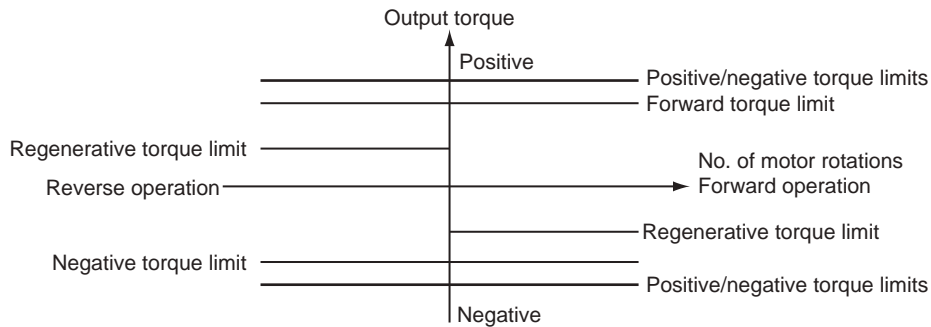 Output torque
Positive
Positive/negative torque limits
Forward torque limit
Regenerative torque limit
No. of motor rotations
Reverse operation
Forward operation
Regenerative torque limit
Negative torque limit
Positive/negative torque limits
Negative